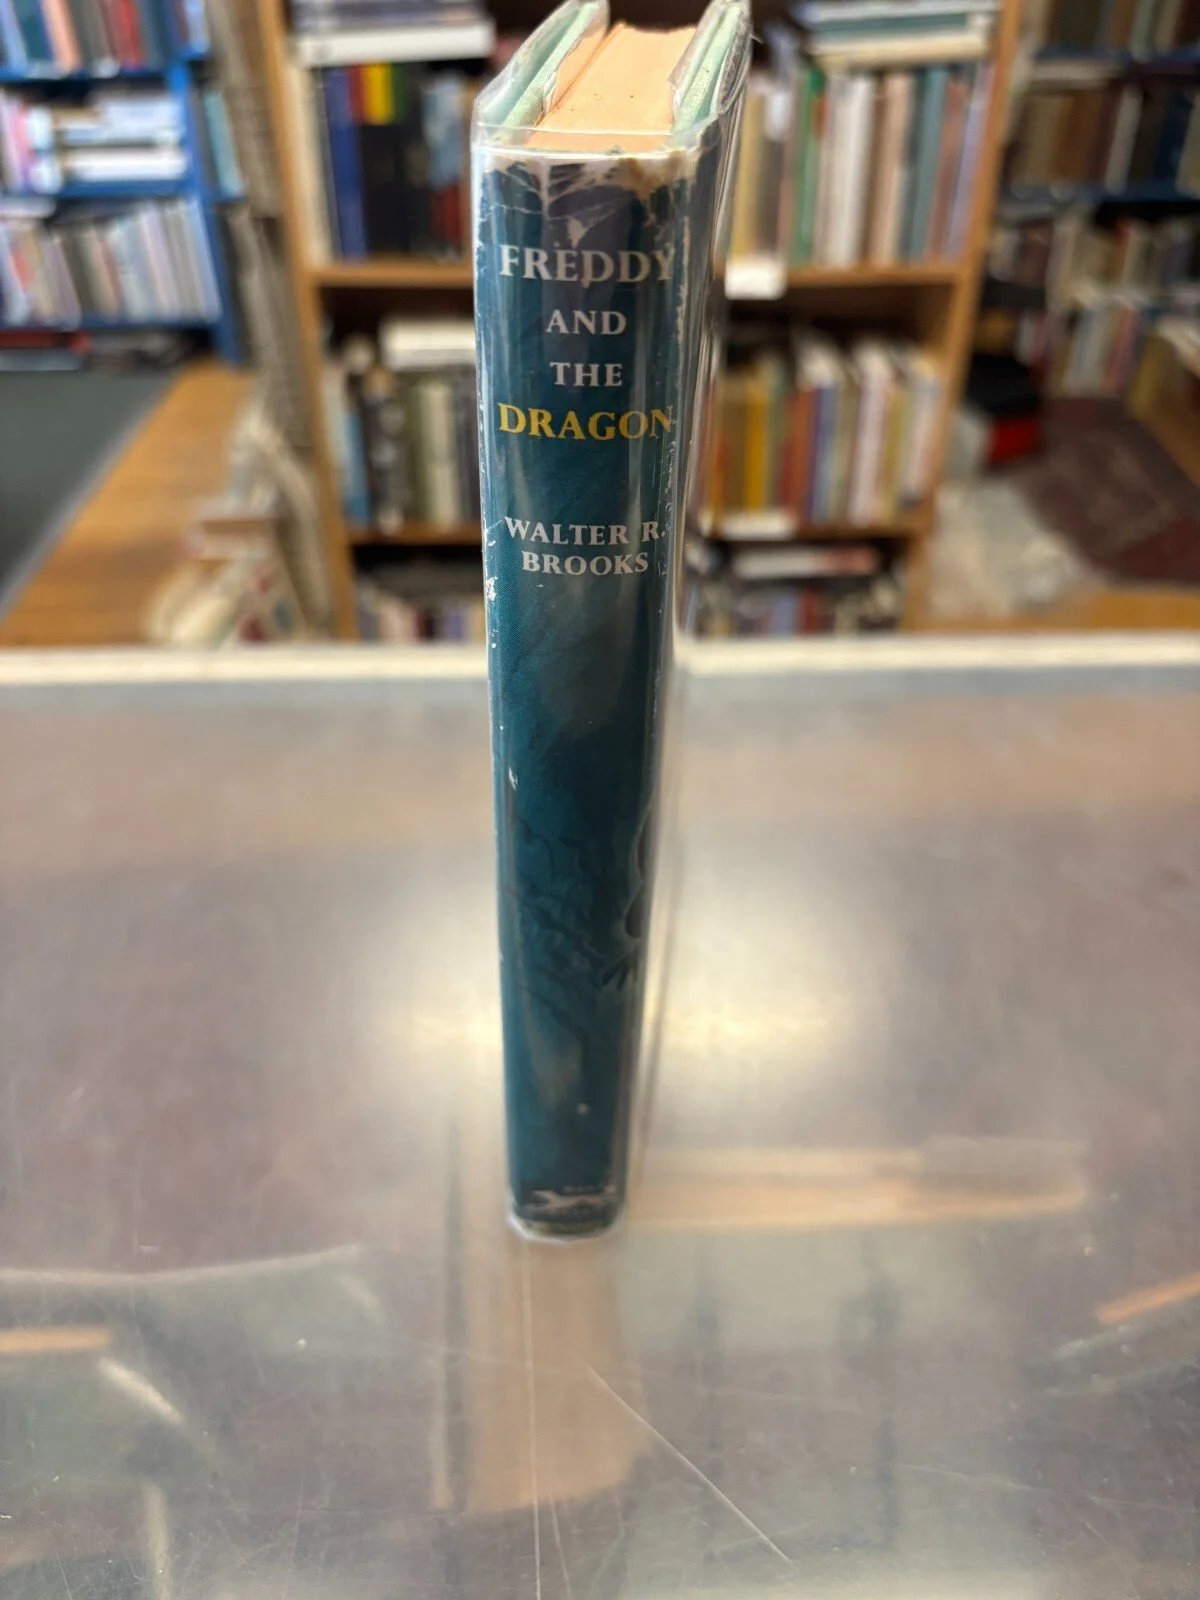 FREDDY
AND
THE
DRAGON
WALTER R.
BROOKS